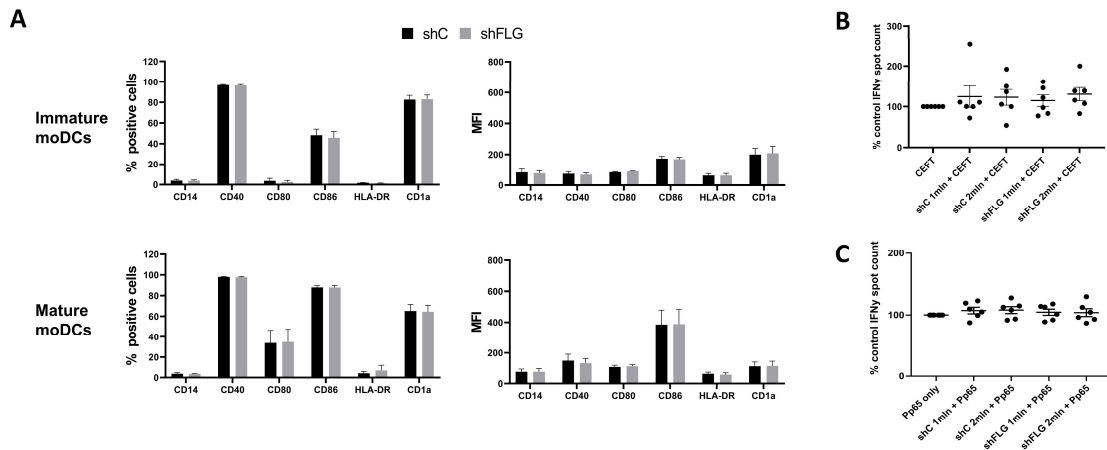 A
shC shFLG
Immature
moDCs
% positive cells
120
100
80
60
40
20
0
CD14 CD40 CD80 CD86 HLA-DR CD1a
MFI
800
600
400
200
0
CD14 CD40 CD80 CD86 HLA-DR CD1a
Mature
moDCs
% positive cells
120
100
80
60
40
20
0
CD14 CD40 CD80 CD86 HLA-DR CD1a
MFI
800
600
400
200
0
CD14 CD40 CD80 CD86 HLA-DR CD1a
B
% control IFNγ spot count
300
200
100
0
CEFT
shC 1mln + CEFT
shC 2mln + CEFT
shFLG 1mln + CEFT
shFLG 2mln + CEFT
C
% control IFNγ spot count
200
100
0
Pp65 only
shC 1mln + Pp65
shC 2mln + Pp65
shFLG 1mln + Pp65
shFLG 2mln + Pp65